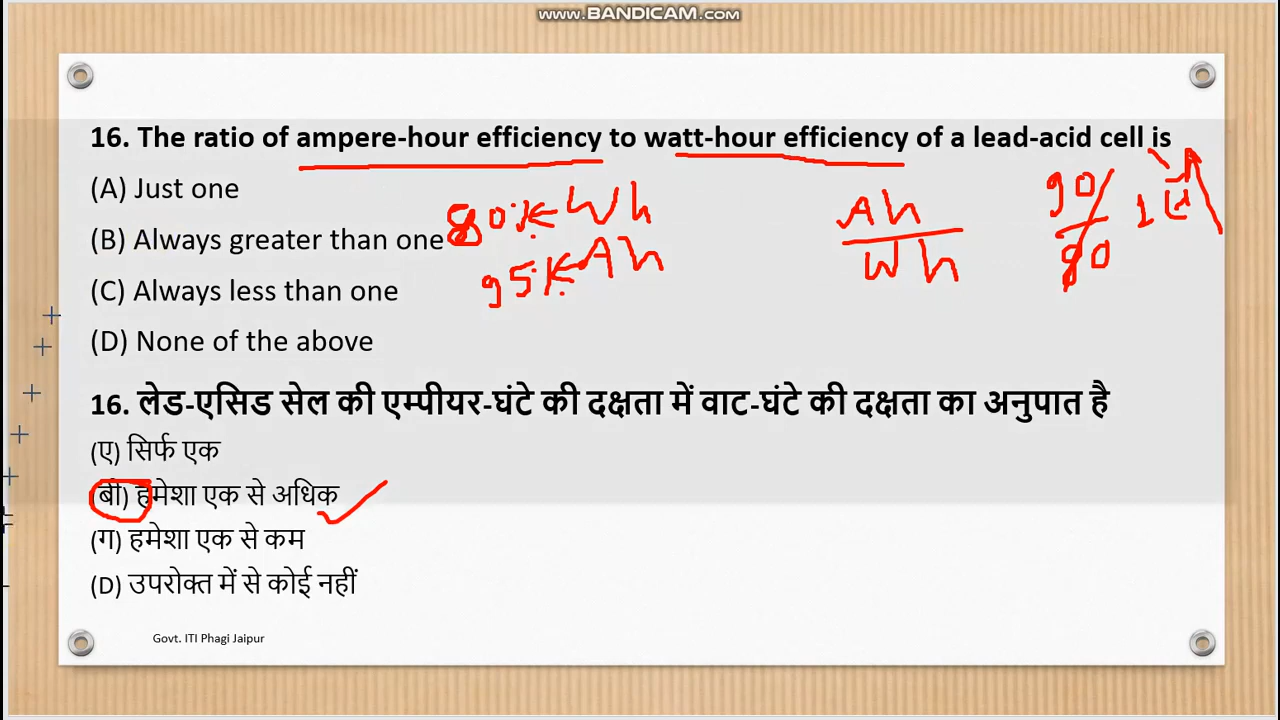 www.BANDICAM.com
16. The ratio of ampere-hour efficiency to watt-hour efficiency of a lead-acid cell is
(A) Just one
(B) Always greater than one
(C) Always less than one
(D) None of the above
80% Wh
95% Ah
Ah
Wh
90
80
1
16. लेड-एसिड सेल की एम्पीयर-घंटे की दक्षता में वाट-घंटे की दक्षता का अनुपात है
(ए) सिर्फ एक
(बी) हमेशा एक से अधिक
(ग) हमेशा एक से कम
(D) उपरोक्त में से कोई नहीं
Govt. ITI Phagi Jaipur